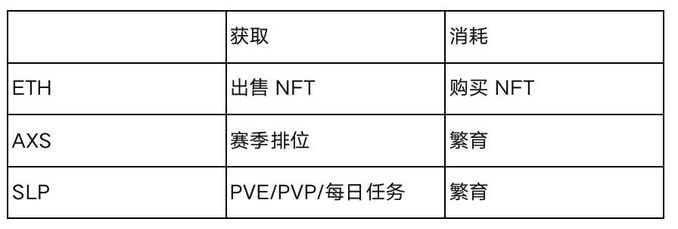 获取 消耗
ETH 出售 NFT 购买 NFT
AXS 赛季排位 繁育
SLP PVE/PVP/每日任务 繁育